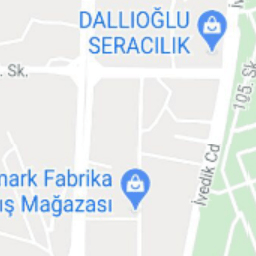 DALLIOĞLU
SERACILIK
Sk.
105. Sk.
İvedik Cd
mark Fabrika
ış Mağazası